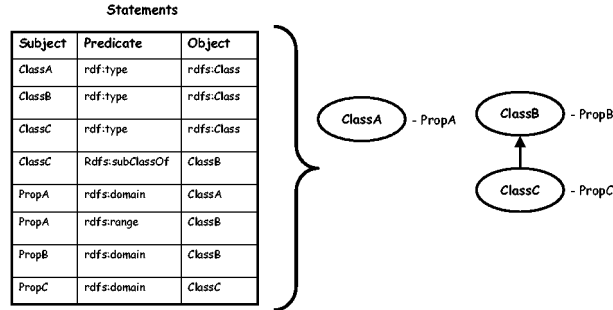 Statements
Subject Predicate Object
ClassA rdf:type rdfs:Class
ClassB rdf:type rdfs:Class
ClassC rdf:type rdfs:Class
ClassC Rdfs:subClassOf ClassB
PropA rdfs:domain ClassA
PropA rdfs:range ClassB
PropB rdfs:domain ClassB
PropC rdfs:domain ClassC
ClassA - PropA
ClassB - PropB
ClassC - PropC